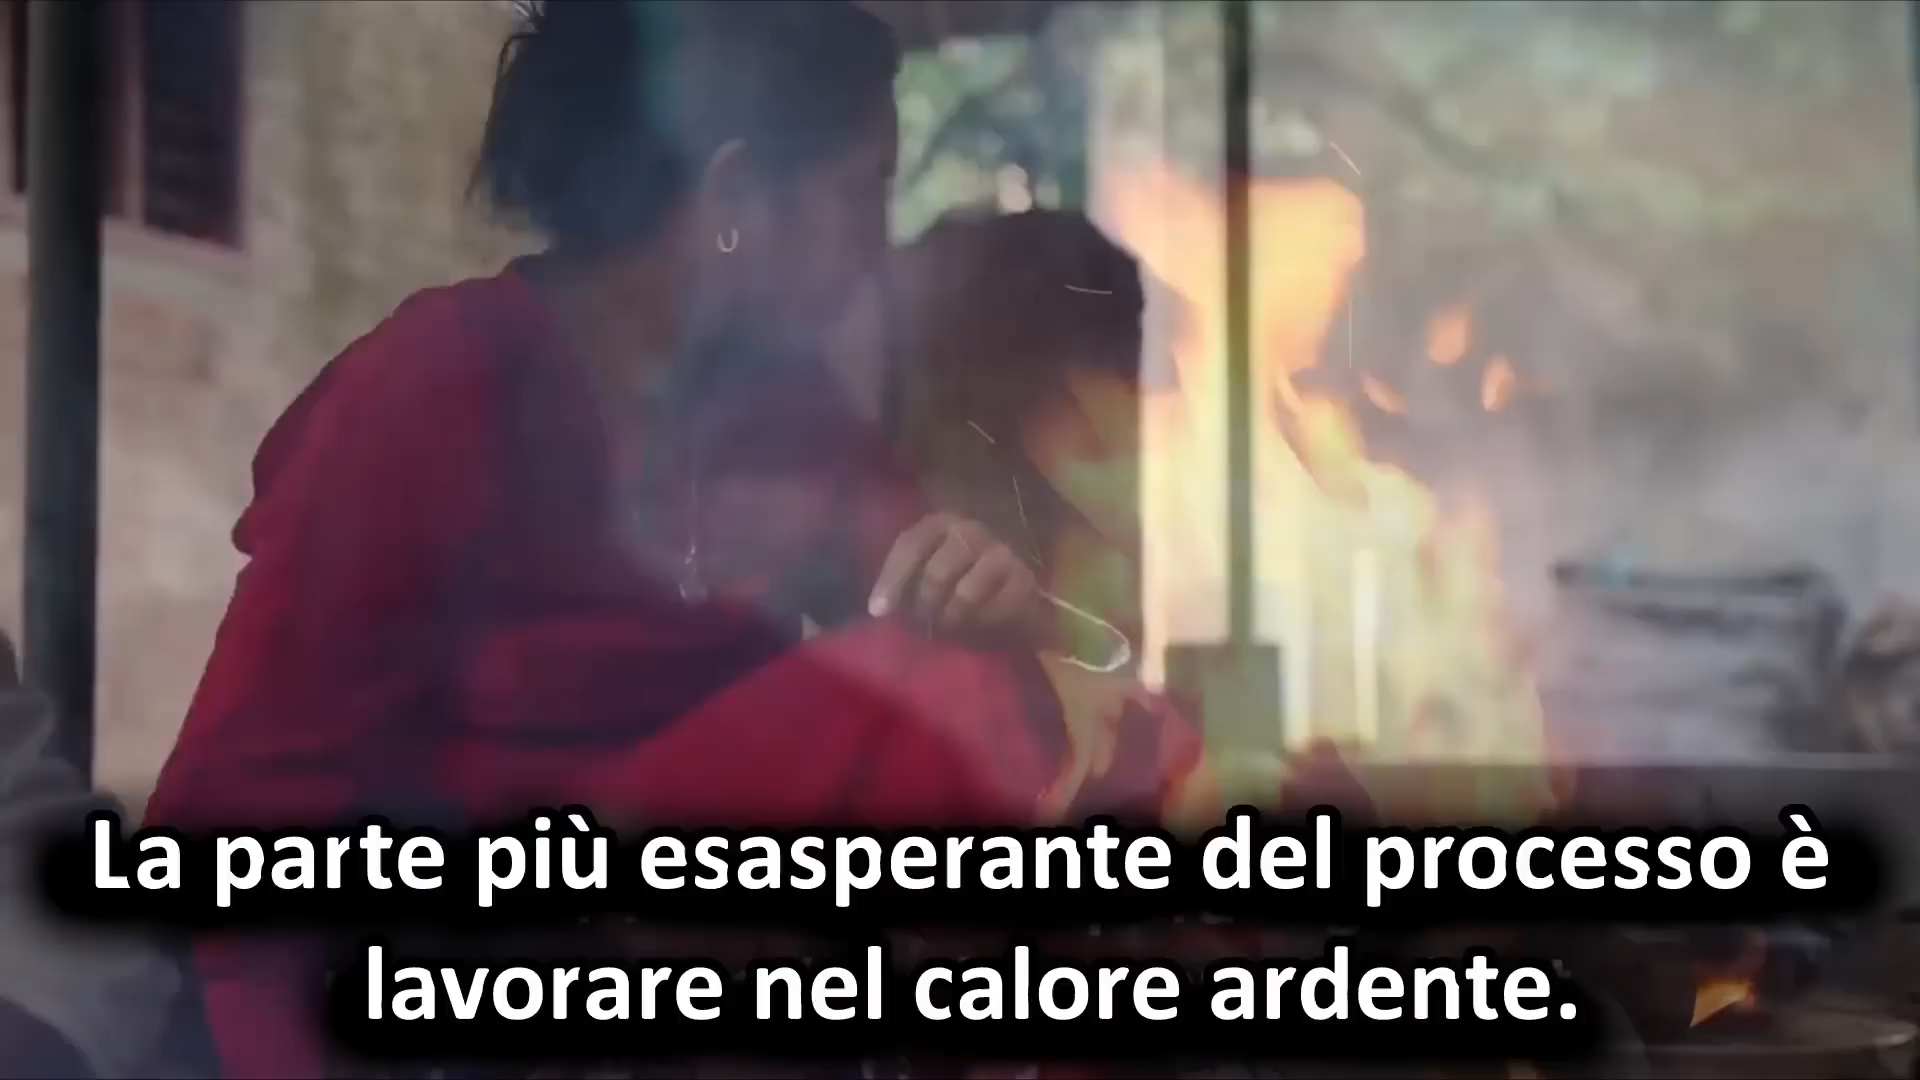 La parte più esasperante del processo è
lavorare nel calore ardente.